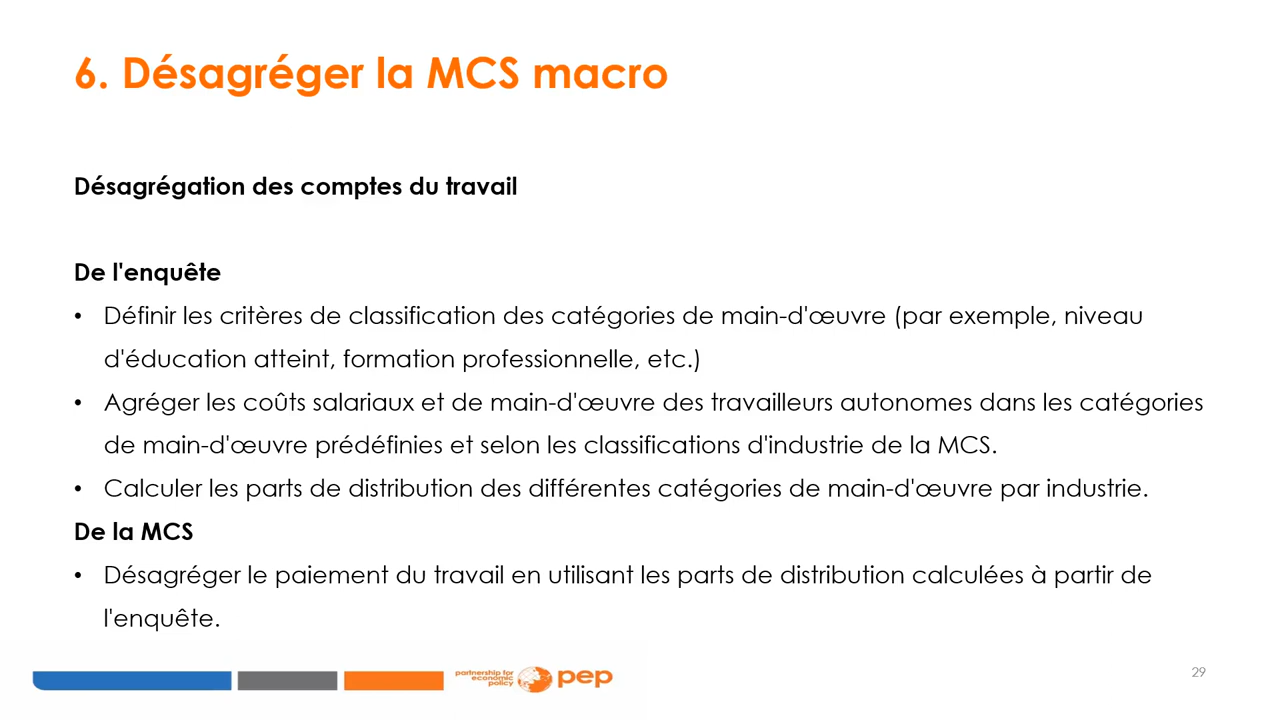 6. Désagréger la MCS macro
Désagrégation des comptes du travail
De l'enquête
• Définir les critères de classification des catégories de main-d'œuvre (par exemple, niveau
d'éducation atteint, formation professionnelle, etc.)
• Agréger les coûts salariaux et de main-d'œuvre des travailleurs autonomes dans les catégories
de main-d'œuvre prédéfinies et selon les classifications d'industrie de la MCS.
• Calculer les parts de distribution des différentes catégories de main-d'œuvre par industrie.
De la MCS
• Désagréger le paiement du travail en utilisant les parts de distribution calculées à partir de
l'enquête.
partnership for
economic
policy
pep
29